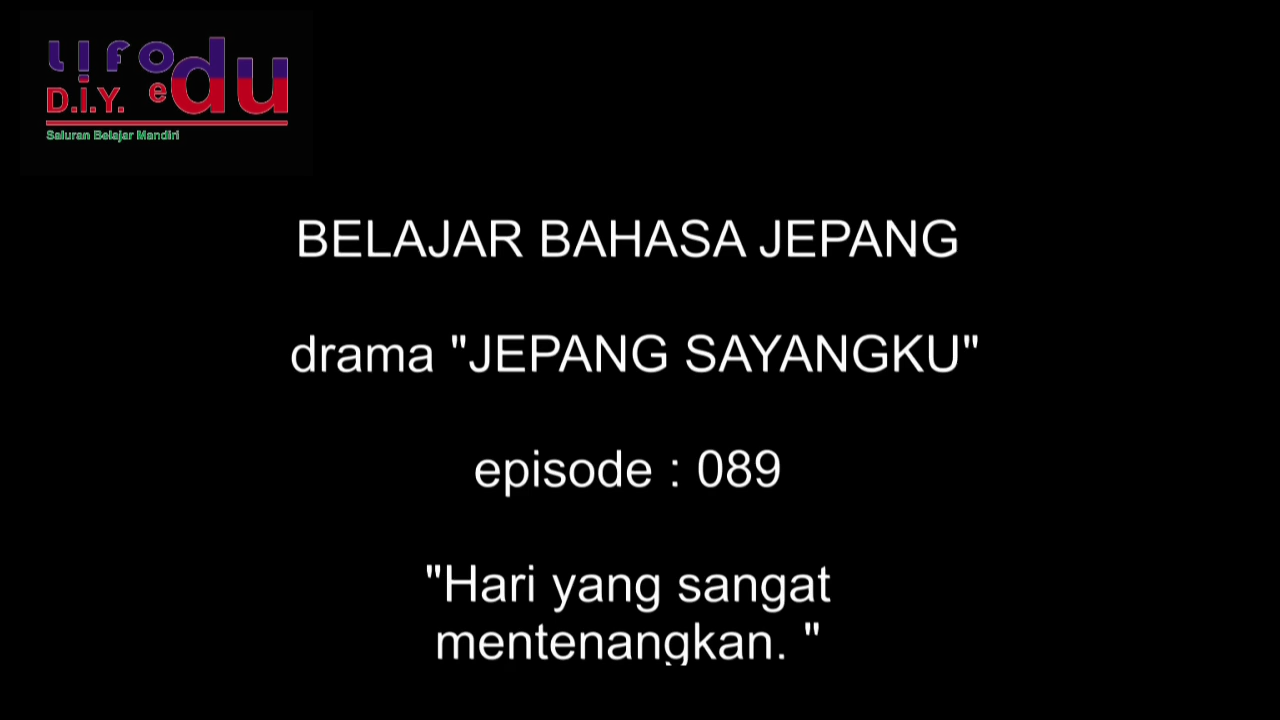 Lifo edu
D.i.Y.
Saluran Belajar Mandiri
BELAJAR BAHASA JEPANG
drama "JEPANG SAYANGKU"
episode : 089
"Hari yang sangat
mentenangkan. "